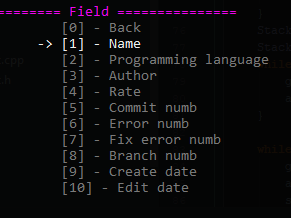 ======== Field ===============
[0] - Back
-> [1] - Name
[2] - Programming language
[3] - Author
[4] - Rate
[5] - Commit numb
[6] - Error numb
[7] - Fix error numb
[8] - Branch numb
[9] - Create date
[10] - Edit date